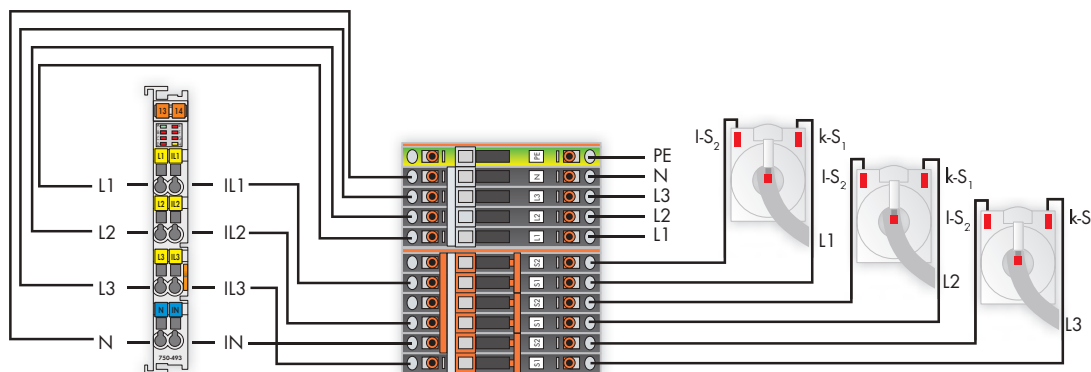 13 14
L1 IL1
L2 IL2
L3 IL3
N IN
750-493
L1
L2
L3
N
IL1
IL2
IL3
IN
PE
N
L3
L2
L1
S2
S1
S2
S1
S2
S1
PE
N
L3
L2
L1
l-S₂
k-S₁
L1
l-S₂
k-S₁
L2
l-S₂
k-S
L3